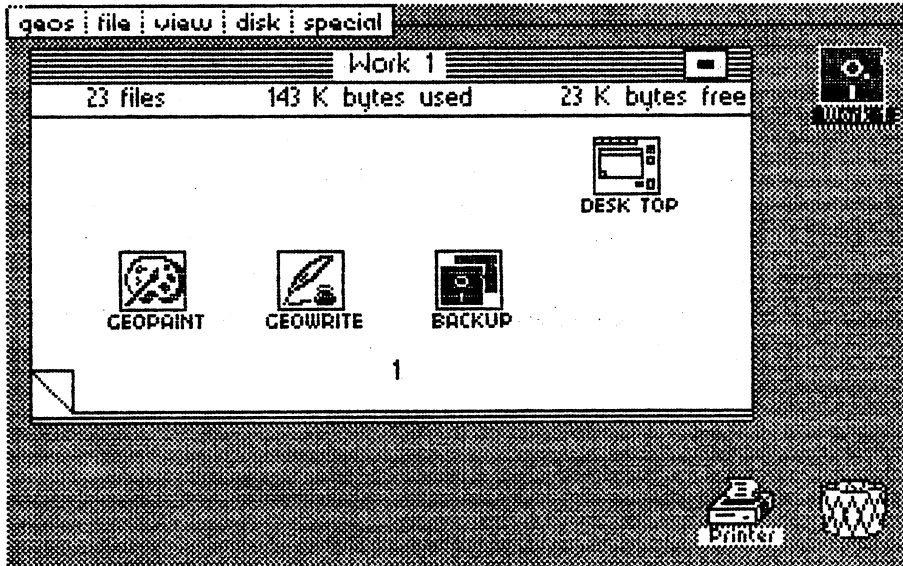 geos file view disk special
Work 1
23 files 143 K bytes used 23 K bytes free
Work 1
DESK TOP
GEOPAINT GEOWRITE BACKUP
1
Printer